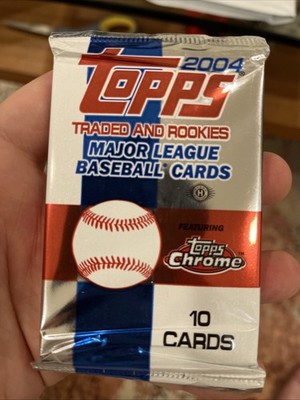 2004
Topps
TRADED AND ROOKIES
MAJOR LEAGUE
BASEBALL CARDS
H
FEATURING
Topps
Chrome
10
CARDS